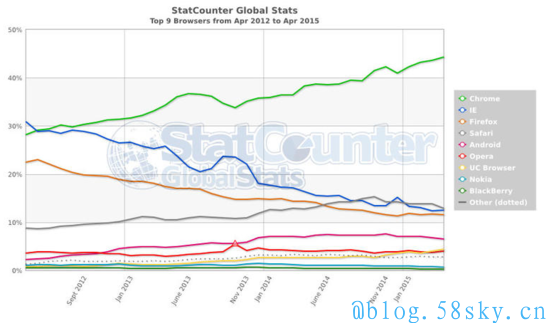 StatCounter Global Stats
Top 9 Browsers from Apr 2012 to Apr 2015
50%
40%
30%
20%
10%
0%
StatCounter
GlobalStats
Sept 2012
Jan 2013
June 2013
Nov 2013
Jan 2014
June 2014
Nov 2014
Jan 2015
Chrome
IE
Firefox
Safari
Android
Opera
UC Browser
Nokia
BlackBerry
Other (dotted)
@blog.58sky.cn